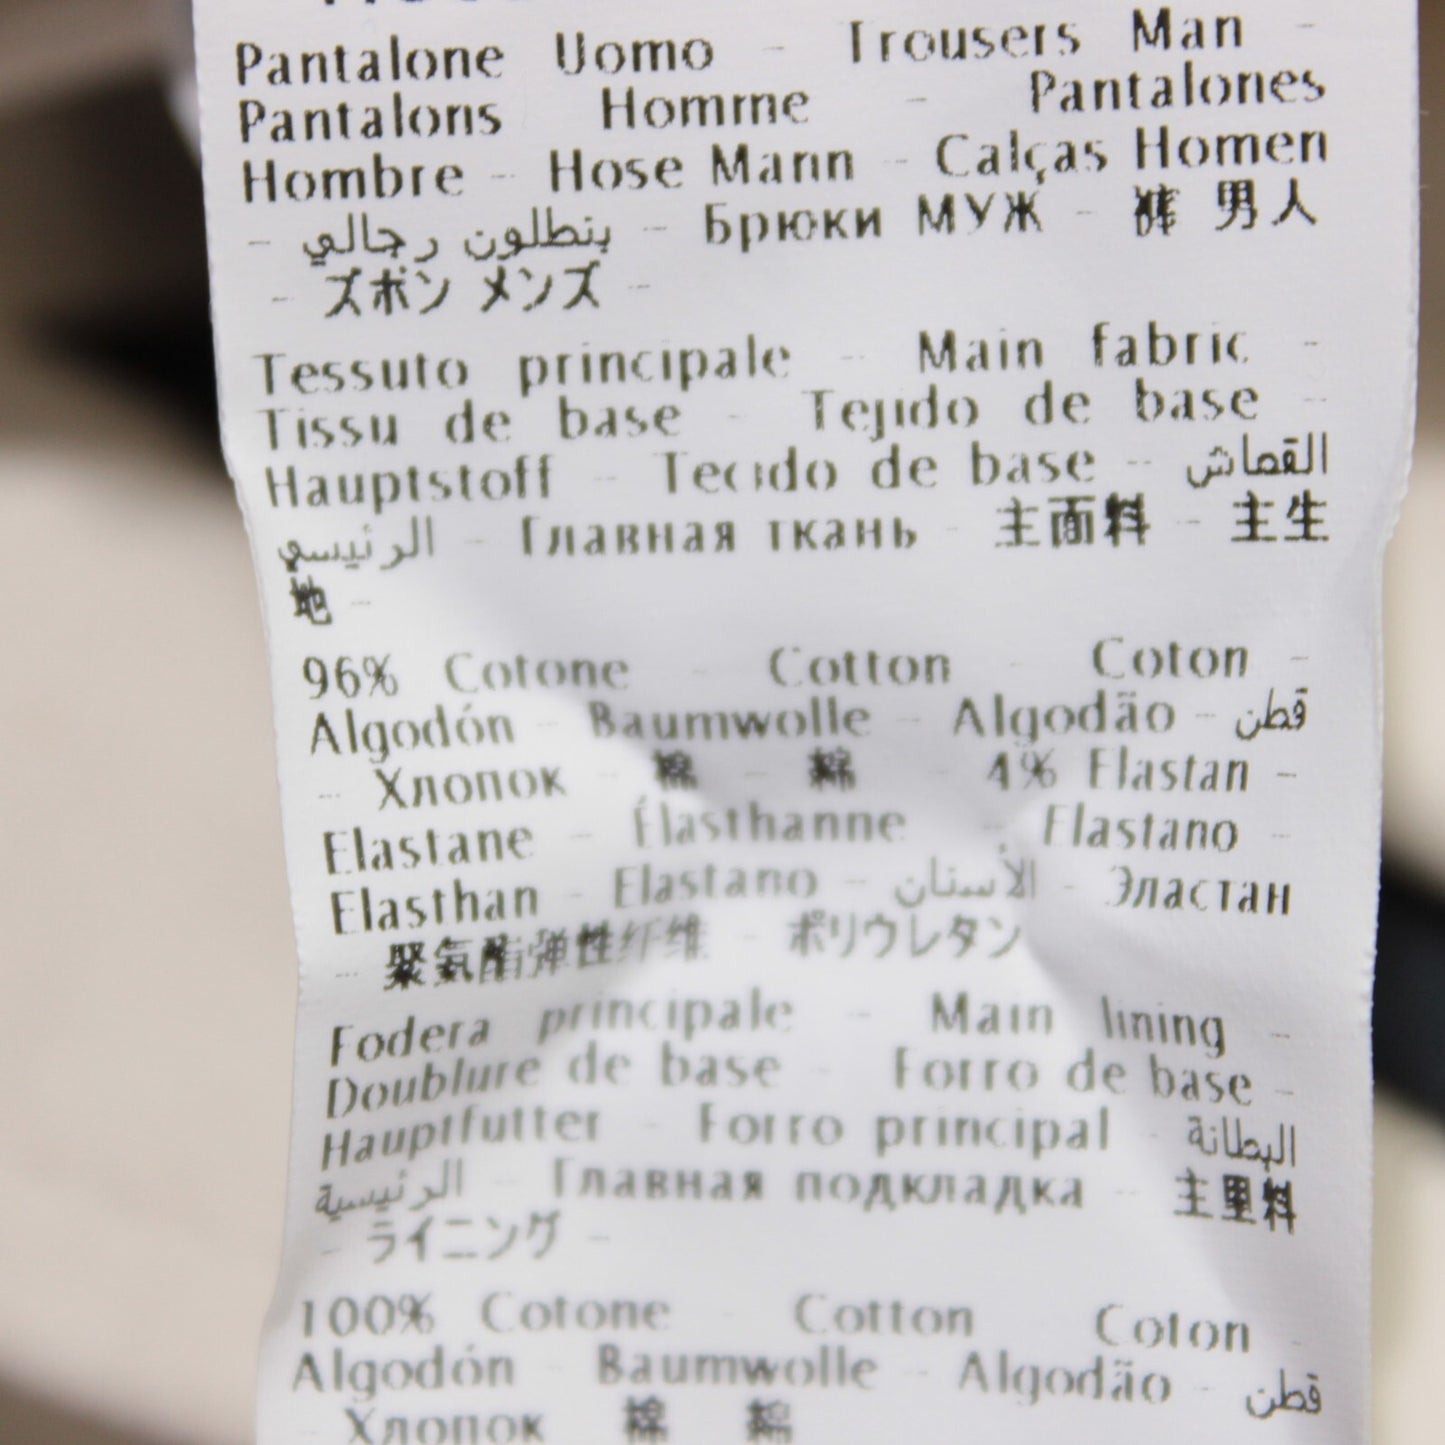 Pantalone Uomo - Trousers Man -
Pantalons Homme - Pantalones
Hombre - Hose Mann - Calças Homen
- بنطلون رجالي - Брюки МУЖ - 裤 男人
- ズボン メンズ -
Tessuto principale - Main fabric -
Tissu de base - Tejido de base -
Hauptstoff - Tecido de base - القماش
الرئيسي - Главная ткань - 主面料 - 主生
地 -
96% Cotone - Cotton - Coton -
Algodón - Baumwolle - Algodão - قطن
- Хлопок - 棉 - 綿 - 4% Elastan -
Elastane - Élasthanne - Elastano -
Elasthan - Elastano - الأستان - Эластан
- 聚氨酯弹性纤维 - ポリウレタン
Fodera principale - Main lining -
Doublure de base - Forro de base -
Hauptfutter - Forro principal - البطانة
الرئيسية - Главная подкладка - 主里料
- ライニング -
100% Cotone - Cotton - Coton -
Algodón - Baumwolle - Algodão - قطن
- Хлопок 棉 綿